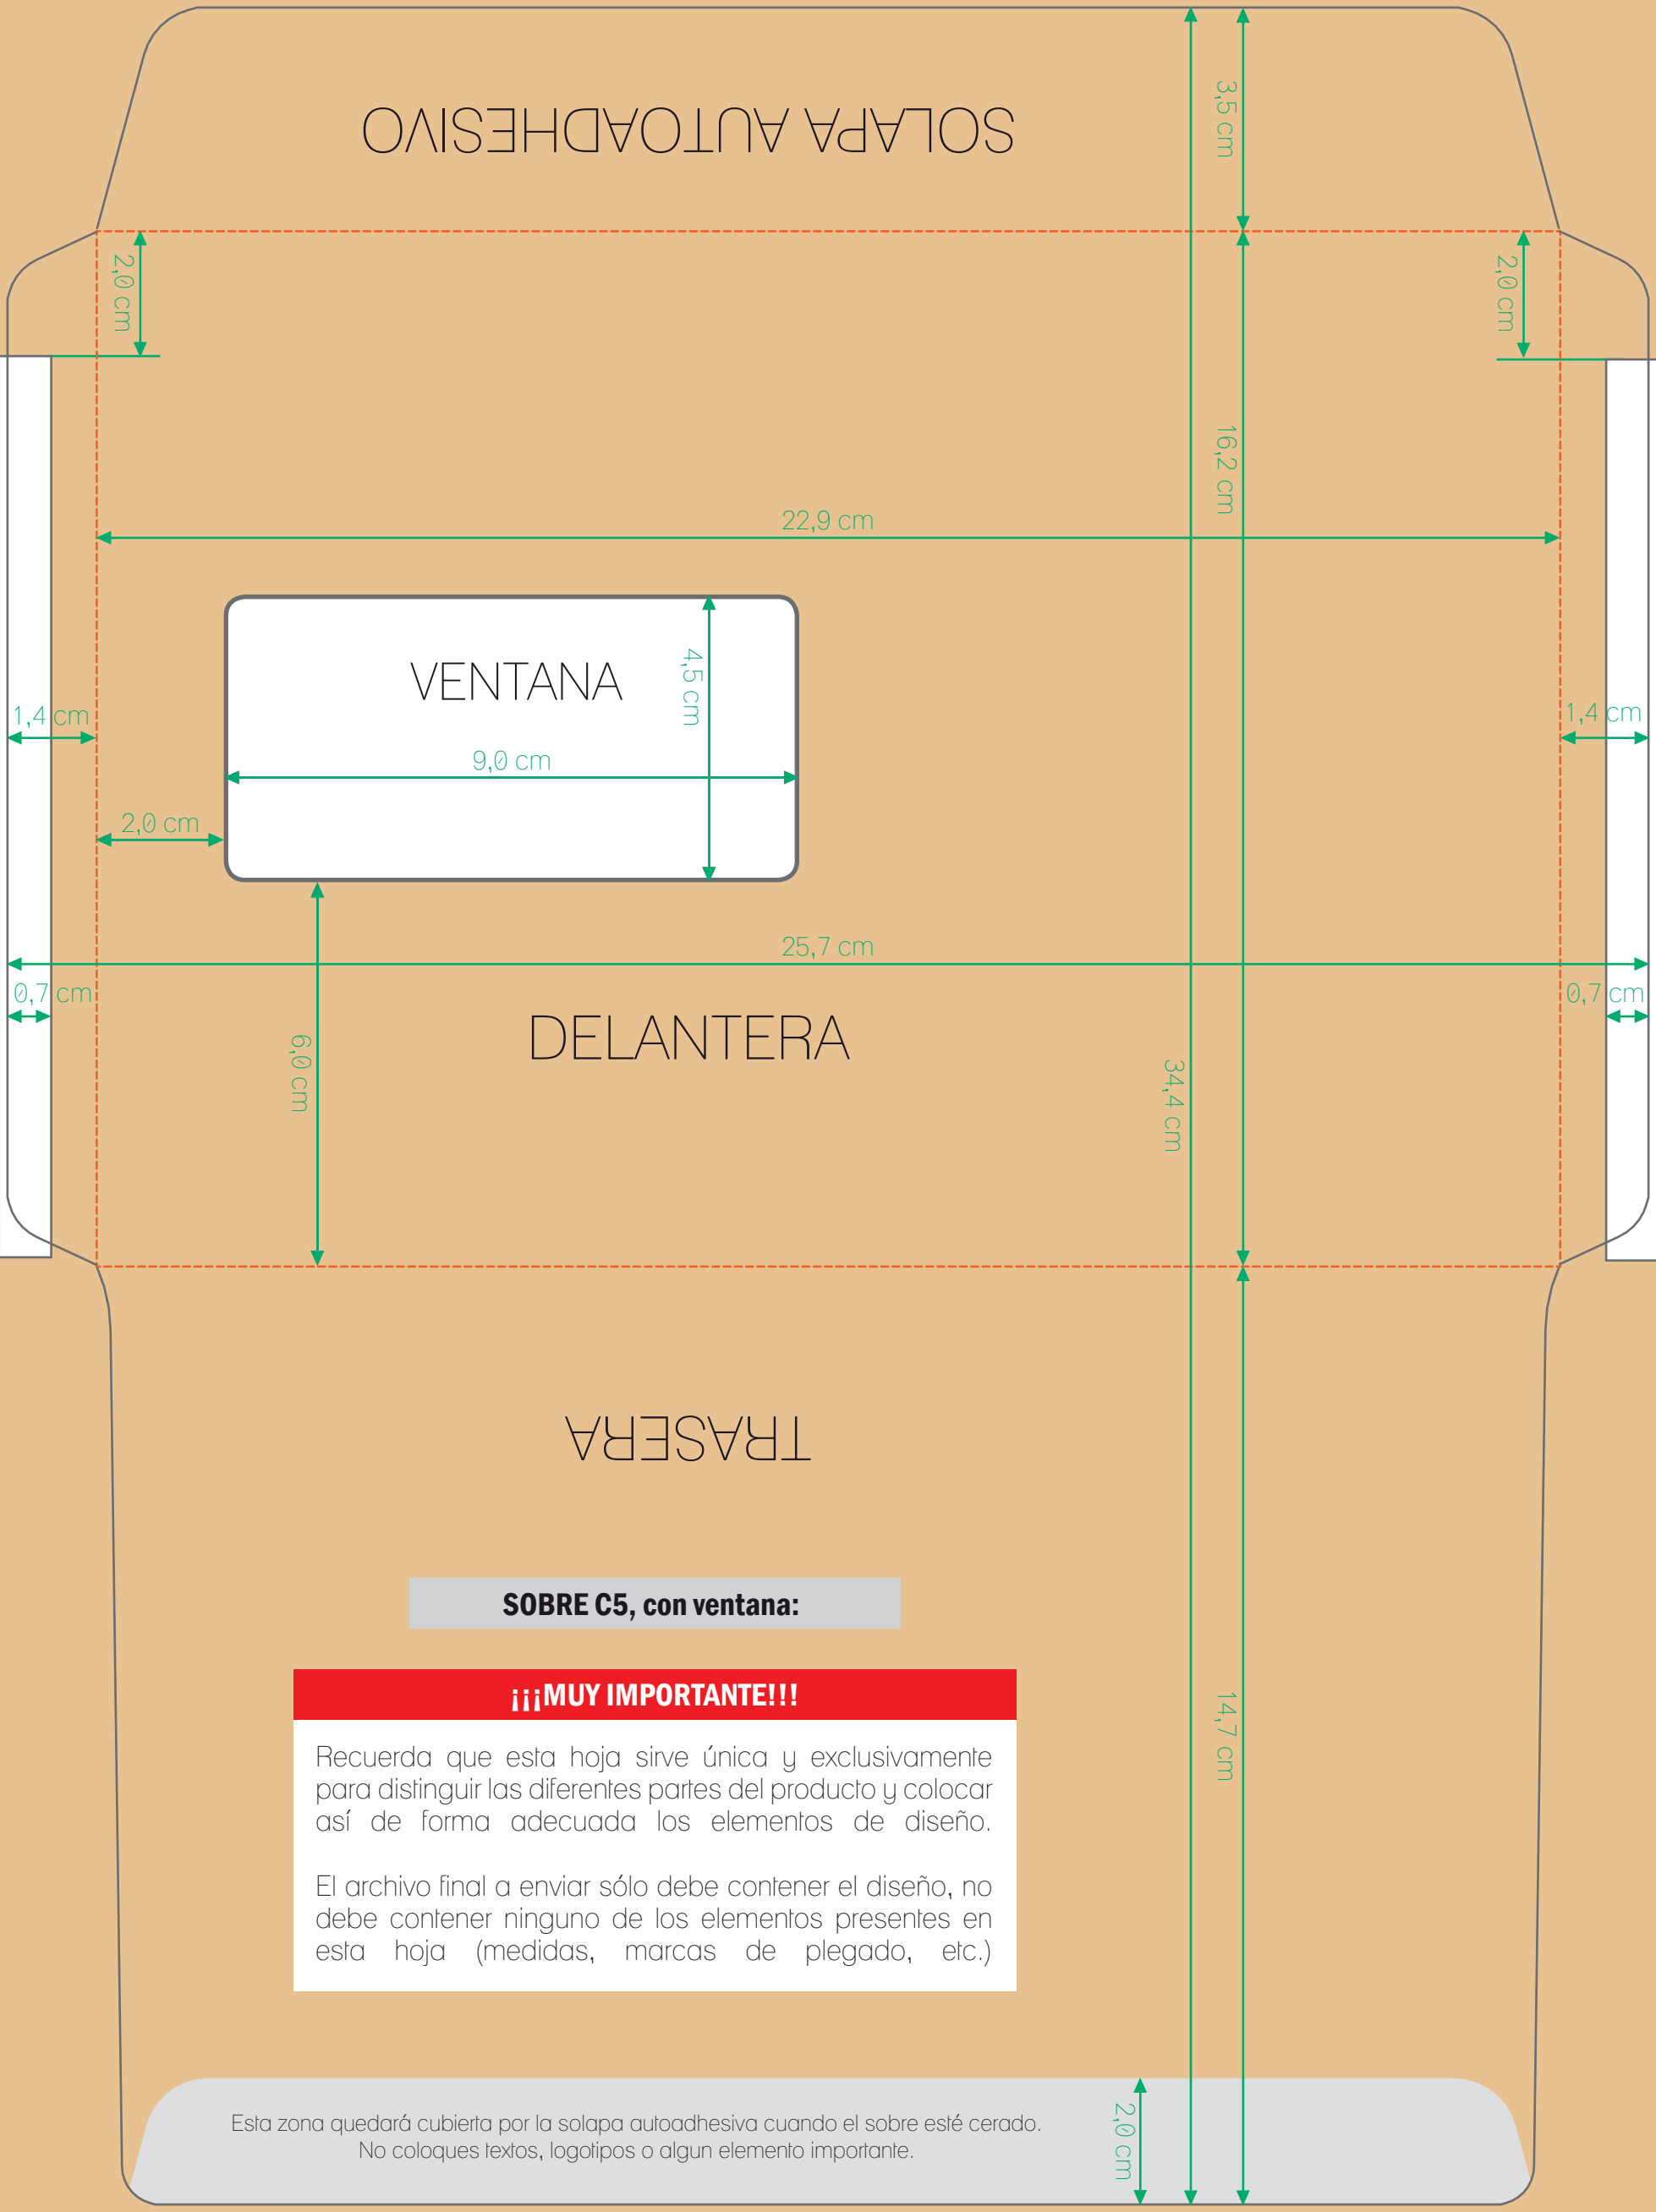 SOLAPA AUTOADHESIVO
3,5 cm
2,0 cm
2,0 cm
16,2 cm
22,9 cm
VENTANA
4,5 cm
1,4 cm
1,4 cm
9,0 cm
2,0 cm
25,7 cm
0,7 cm
0,7 cm
DELANTERA
6,0 cm
34,4 cm
TRASERA
SOBRE C5, con ventana:
¡¡¡MUY IMPORTANTE!!!
14,7 cm
Recuerda que esta hoja sirve única y exclusivamente
para distinguir las diferentes partes del producto y colocar
así de forma adecuada los elementos de diseño.
El archivo final a enviar sólo debe contener el diseño, no
debe contener ninguno de los elementos presentes en
esta hoja (medidas, marcas de plegado, etc.)
Esta zona quedará cubierta por la solapa autoadhesiva cuando el sobre esté cerado.
No coloques textos, logotipos o algun elemento importante.
2,0 cm